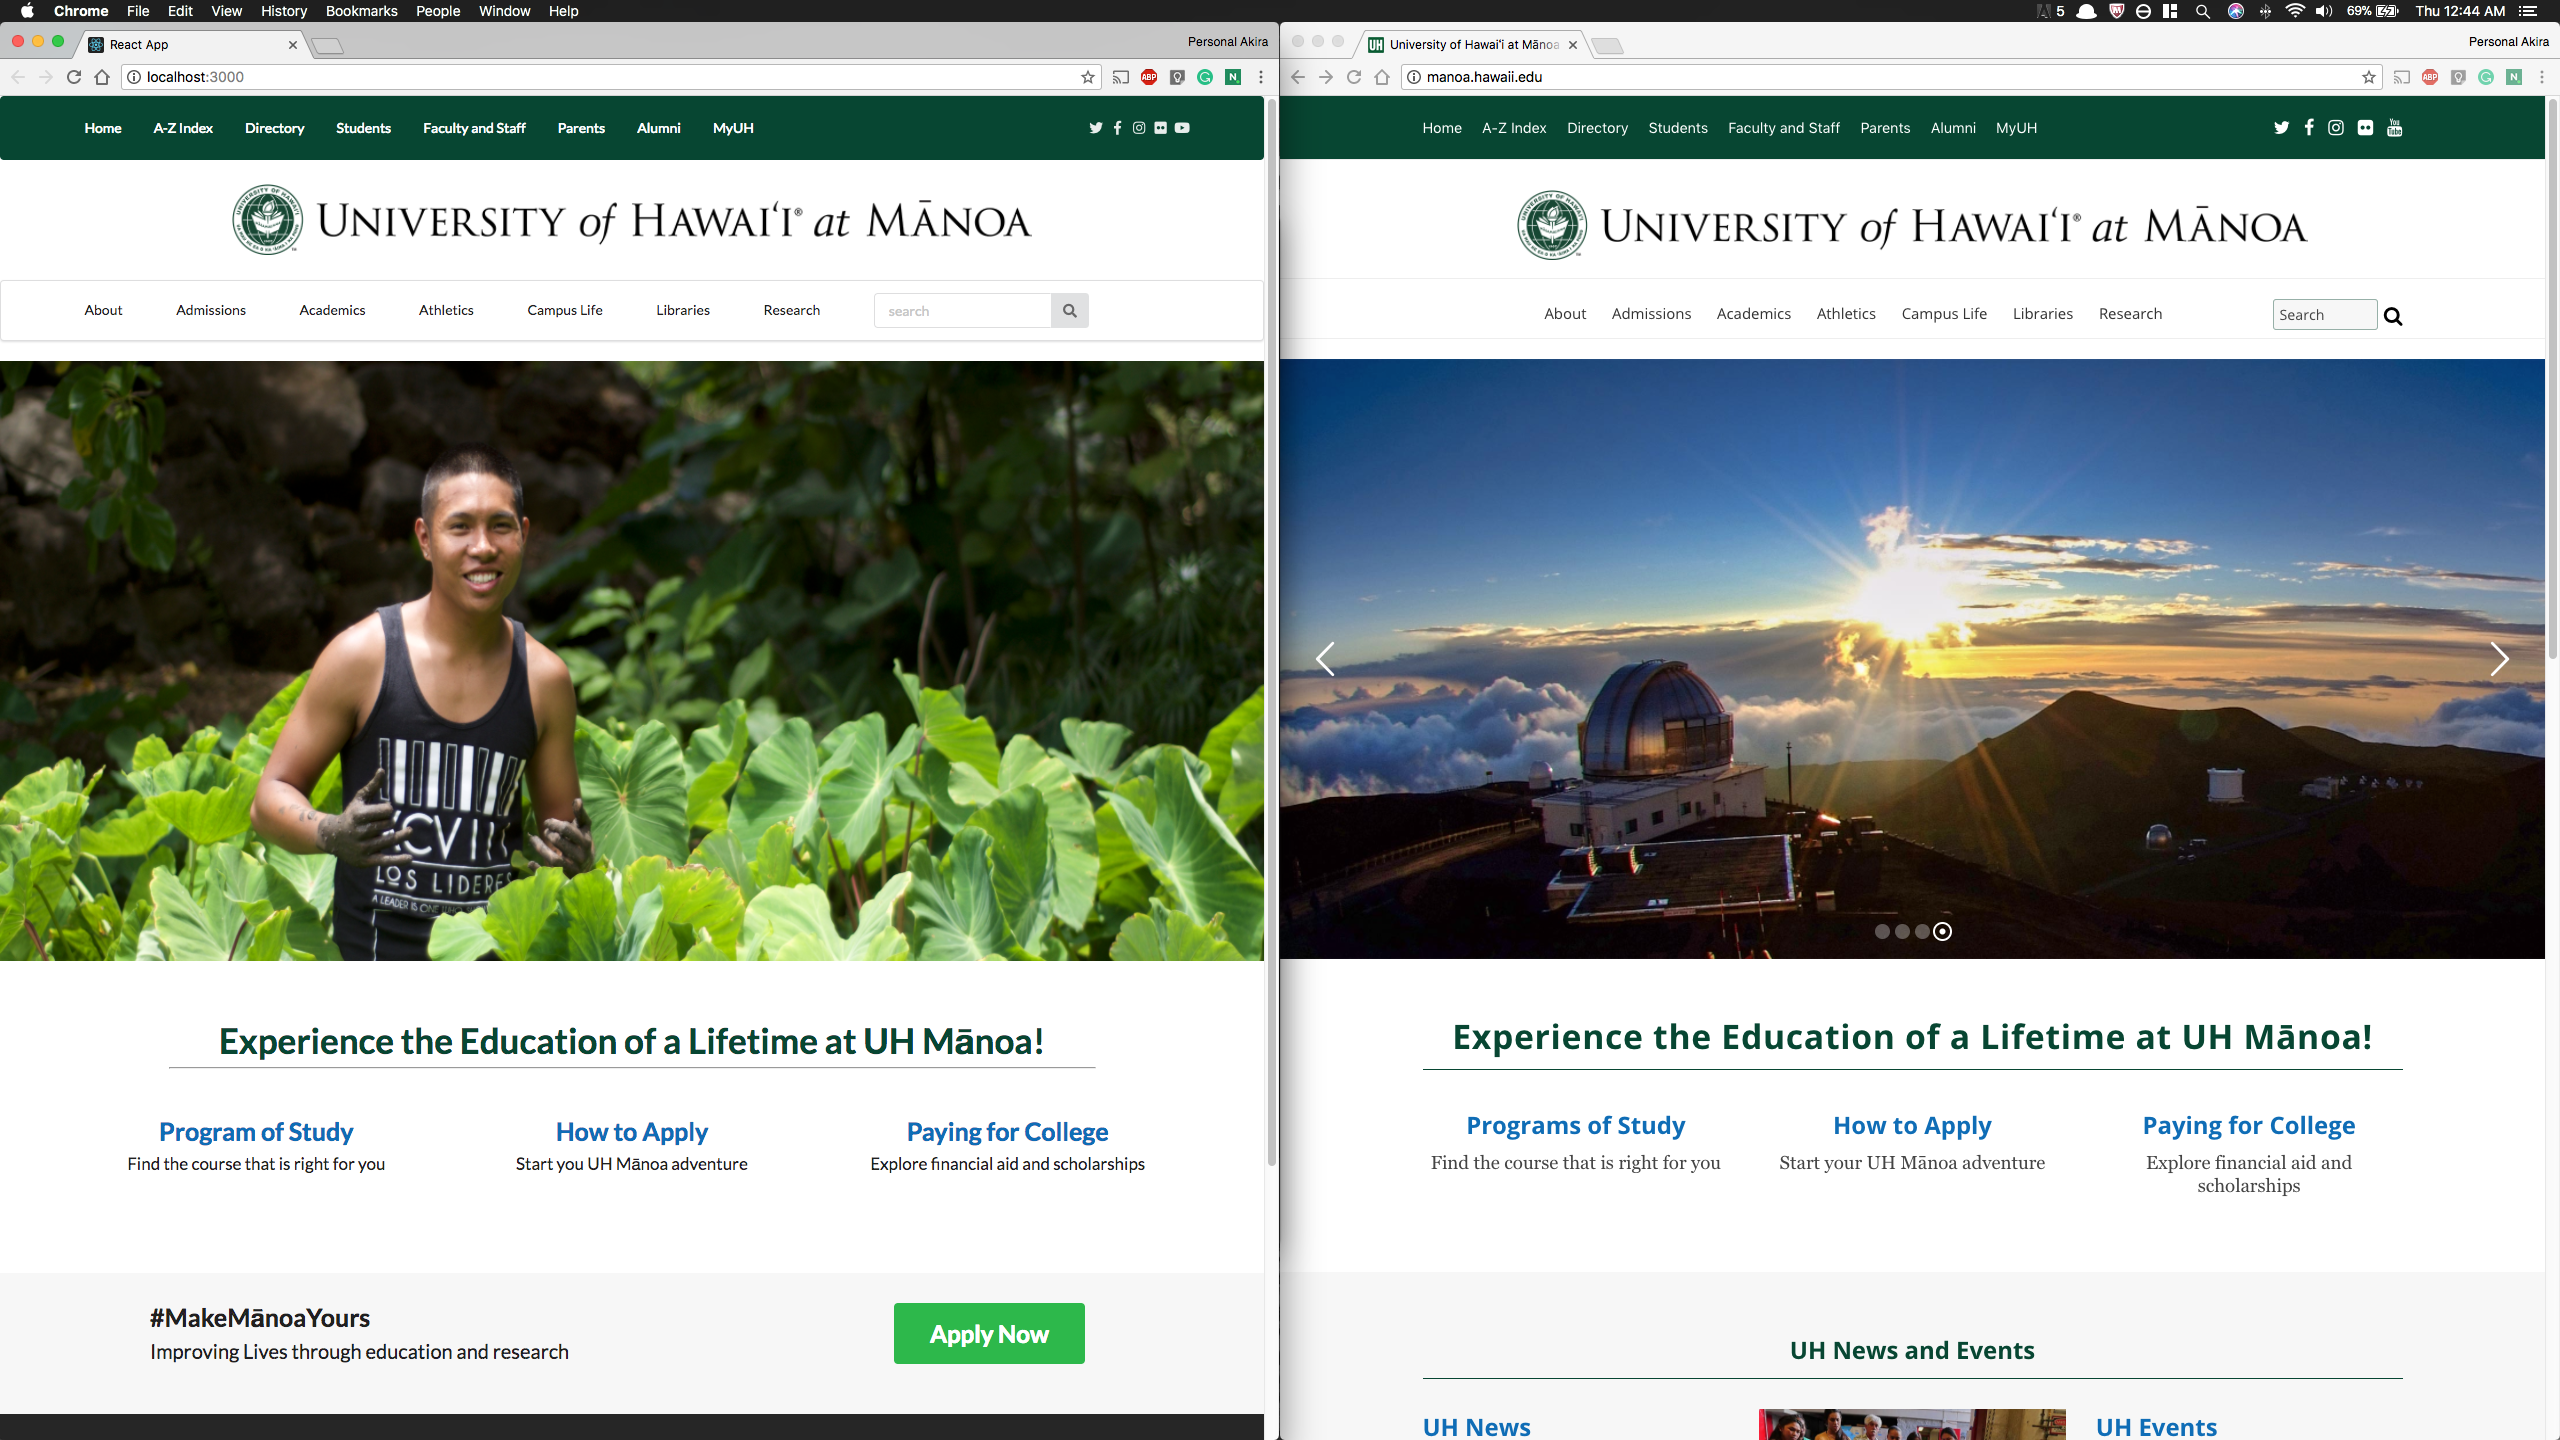 Chrome File Edit View History Bookmarks People Window Help
5 69% Thu 12:44 AM
React App
Personal Akira
localhost:3000
ABP
N
Home A-Z Index Directory Students Faculty and Staff Parents Alumni MyUH
UNIVERSITY of HAWAIʻI® at MĀNOA
About Admissions Academics Athletics Campus Life Libraries Research search
LOS LIDERES
Experience the Education of a Lifetime at UH Mānoa!
Program of Study How to Apply Paying for College
Find the course that is right for you Start you UH Mānoa adventure Explore financial aid and scholarships
#MakeMānoaYours
Improving Lives through education and research
Apply Now
UH University of Hawaiʻi at Mānoa
Personal Akira
manoa.hawaii.edu
ABP
N
Home A-Z Index Directory Students Faculty and Staff Parents Alumni MyUH
You Tube
UNIVERSITY of HAWAIʻI® at MĀNOA
About Admissions Academics Athletics Campus Life Libraries Research Search
Experience the Education of a Lifetime at UH Mānoa!
Programs of Study How to Apply Paying for College
Find the course that is right for you Start your UH Mānoa adventure Explore financial aid and
scholarships
UH News and Events
UH News UH Events